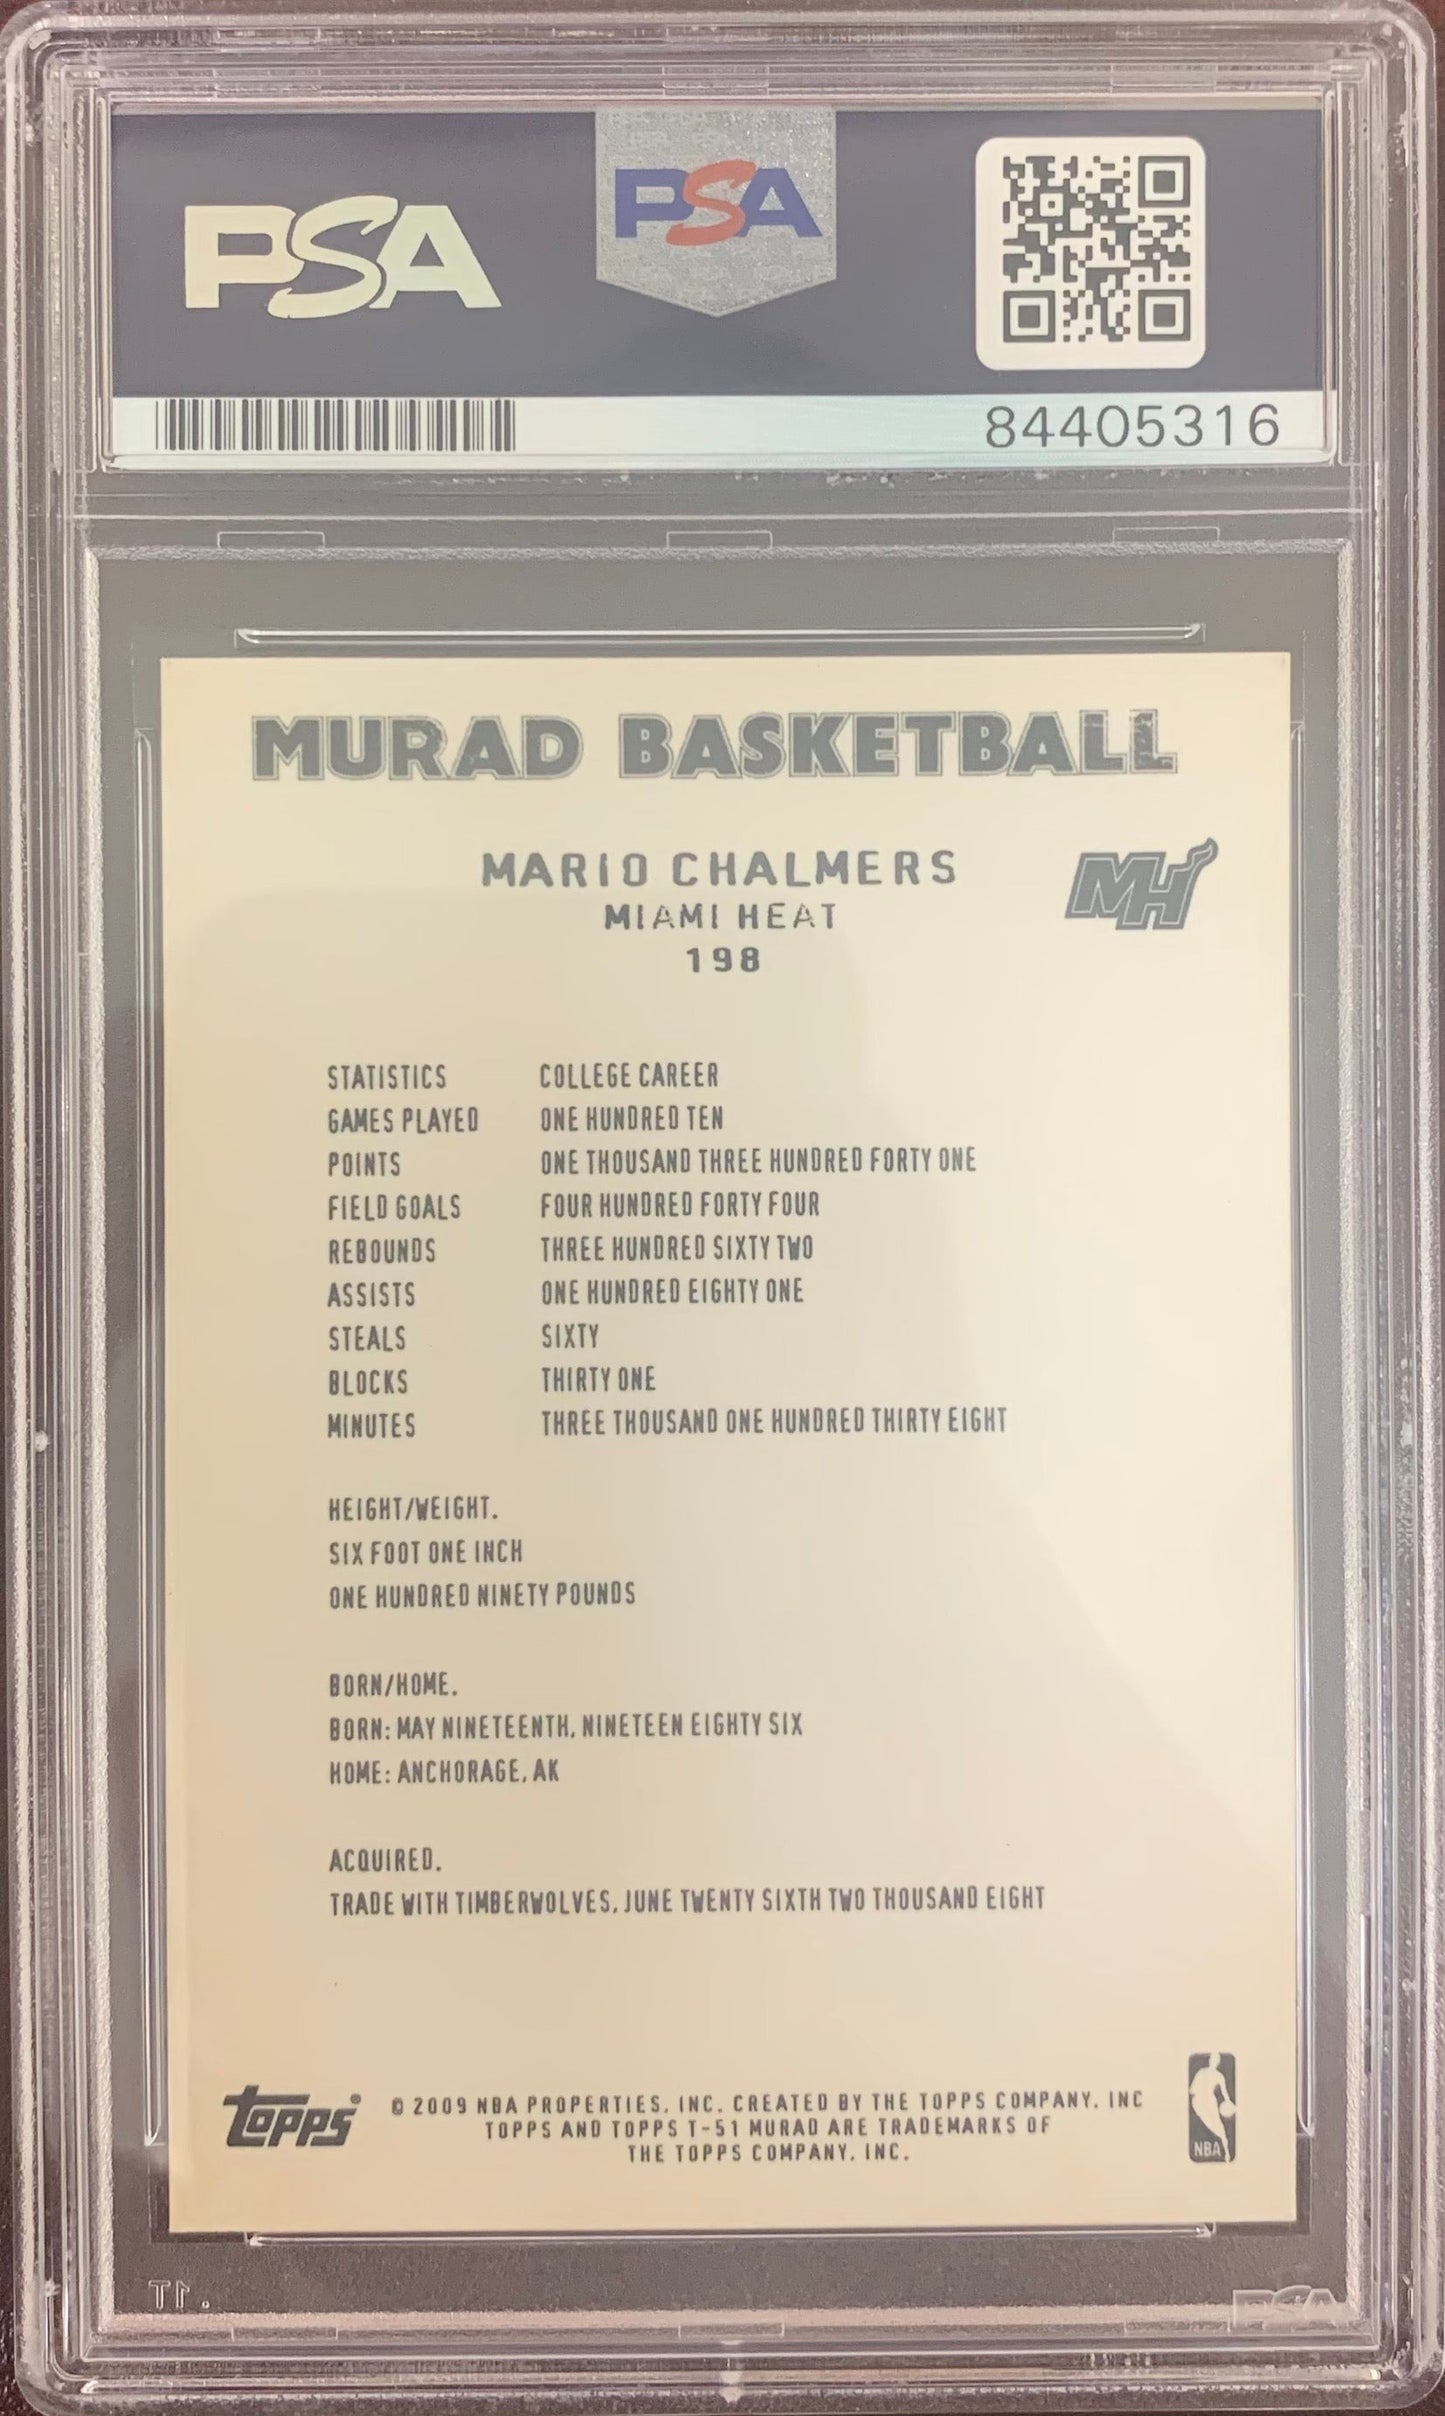 PSA
PSA
84405316
MURAD BASKETBALL
MARIO CHALMERS
MH
MIAMI HEAT
198
STATISTICS COLLEGE CAREER
GAMES PLAYED ONE HUNDRED TEN
POINTS ONE THOUSAND THREE HUNDRED FORTY ONE
FIELD GOALS FOUR HUNDRED FORTY FOUR
REBOUNDS THREE HUNDRED SIXTY TWO
ASSISTS ONE HUNDRED EIGHTY ONE
STEALS SIXTY
BLOCKS THIRTY ONE
MINUTES THREE THOUSAND ONE HUNDRED THIRTY EIGHT
HEIGHT/WEIGHT.
SIX FOOT ONE INCH
ONE HUNDRED NINETY POUNDS
BORN/HOME.
BORN: MAY NINETEENTH, NINETEEN EIGHTY SIX
HOME: ANCHORAGE, AK
ACQUIRED.
TRADE WITH TIMBERWOLVES, JUNE TWENTY SIXTH TWO THOUSAND EIGHT
Topps®
© 2009 NBA PROPERTIES, INC. CREATED BY THE TOPPS COMPANY, INC
TOPPS AND TOPPS T-51 MURAD ARE TRADEMARKS OF
THE TOPPS COMPANY, INC.
NBA
PSA